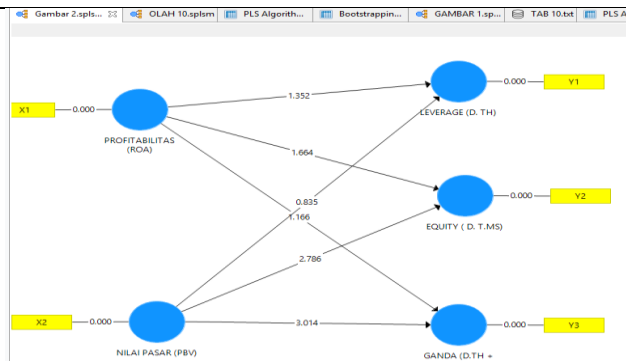 Gambar 2.spls... OLAH 10.splsm PLS Algorith... Bootstrappin... GAMBAR 1.sp... TAB 10.txt PLS A
1.352
0.000
Y1
X1
0.000
LEVERAGE (D. TH)
PROFITABILITAS
(ROA)
1.664
0.835
0.000
Y2
1.166
EQUITY ( D. T.MS)
2.786
X2
0.000
3.014
0.000
Y3
NILAI PASAR (PBV)
GANDA (D.TH +